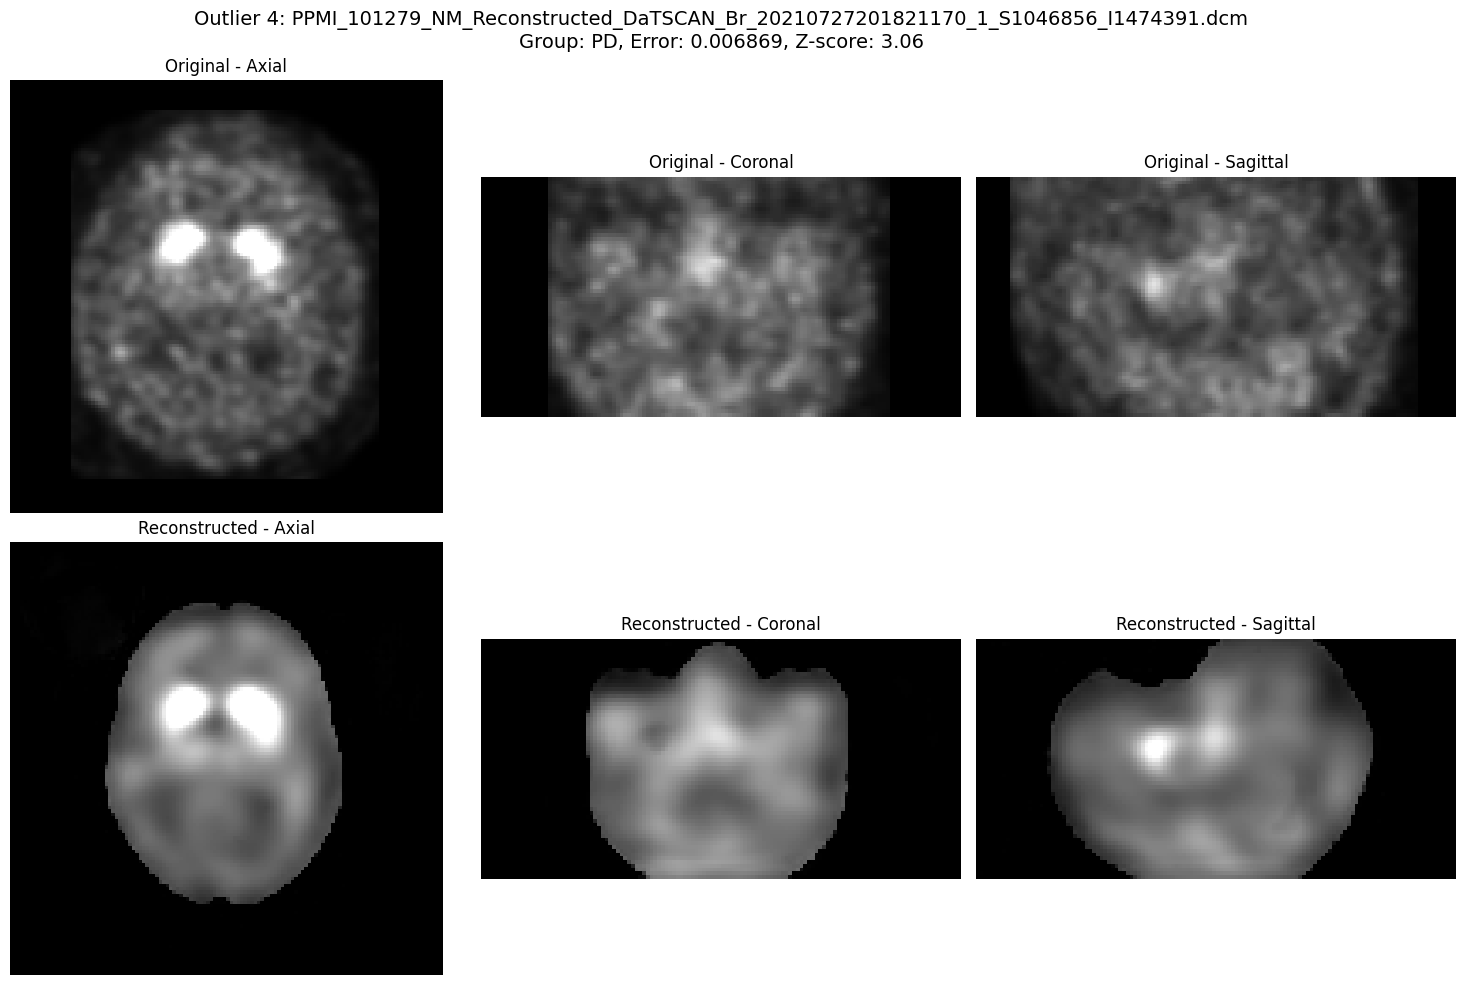 Outlier 4: PPMI_101279_NM_Reconstructed_DaTSCAN_Br_20210727201821170_1_S1046856_I1474391.dcm
Group: PD, Error: 0.006869, Z-score: 3.06
Original - Axial
Original - Coronal
Original - Sagittal
Reconstructed - Axial
Reconstructed - Coronal
Reconstructed - Sagittal